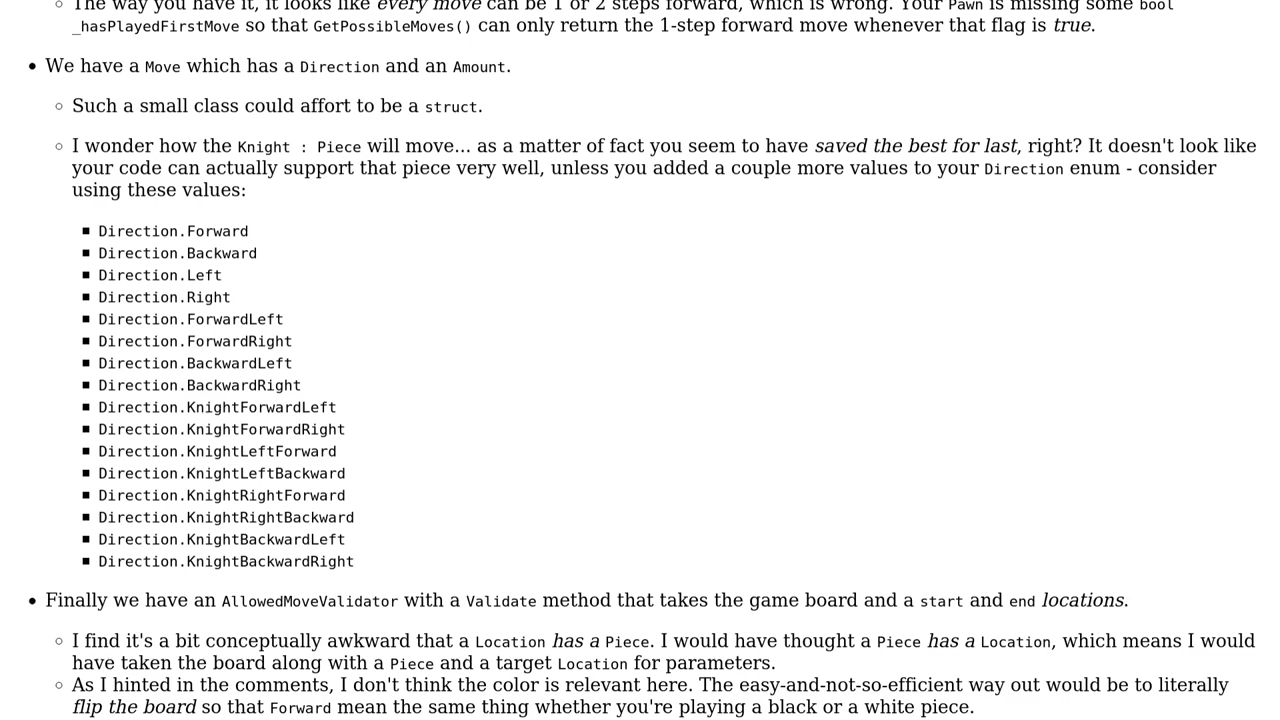 The way you have it, it looks like every move can be 1 or 2 steps forward, which is wrong. Your Pawn is missing some bool
_hasPlayedFirstMove so that GetPossibleMoves() can only return the 1-step forward move whenever that flag is true.
We have a Move which has a Direction and an Amount.
Such a small class could affort to be a struct.
I wonder how the Knight : Piece will move... as a matter of fact you seem to have saved the best for last, right? It doesn't look like
your code can actually support that piece very well, unless you added a couple more values to your Direction enum - consider
using these values:
Direction.Forward
Direction.Backward
Direction.Left
Direction.Right
Direction.ForwardLeft
Direction.ForwardRight
Direction.BackwardLeft
Direction.BackwardRight
Direction.KnightForwardLeft
Direction.KnightForwardRight
Direction.KnightLeftForward
Direction.KnightLeftBackward
Direction.KnightRightForward
Direction.KnightRightBackward
Direction.KnightBackwardLeft
Direction.KnightBackwardRight
Finally we have an AllowedMoveValidator with a Validate method that takes the game board and a start and end locations.
I find it's a bit conceptually awkward that a Location has a Piece. I would have thought a Piece has a Location, which means I would
have taken the board along with a Piece and a target Location for parameters.
As I hinted in the comments, I don't think the color is relevant here. The easy-and-not-so-efficient way out would be to literally
flip the board so that Forward mean the same thing whether you're playing a black or a white piece.